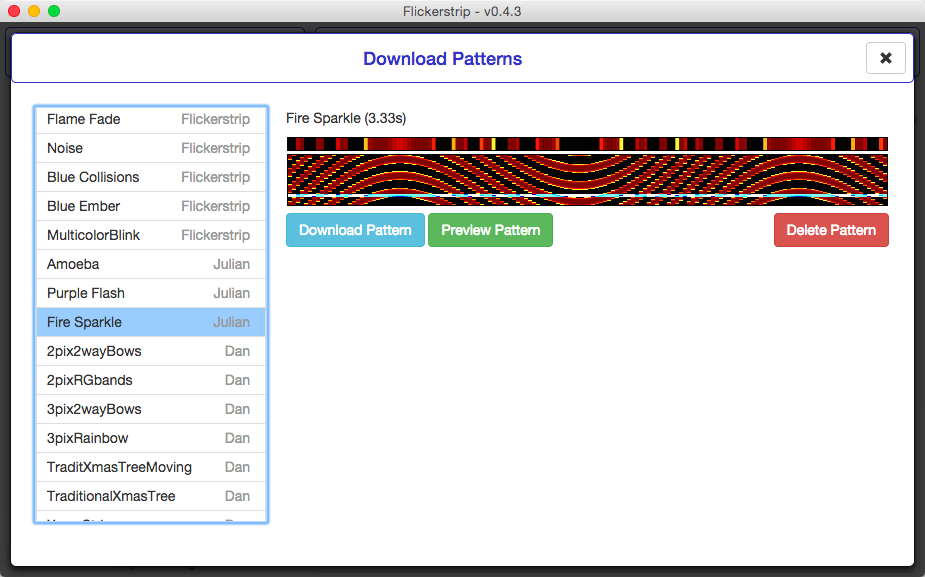 Flickerstrip - v0.4.3
Download Patterns
Flame Fade Flickerstrip
Noise Flickerstrip
Blue Collisions Flickerstrip
Blue Ember Flickerstrip
MulticolorBlink Flickerstrip
Amoeba Julian
Purple Flash Julian
Fire Sparkle Julian
2pix2wayBows Dan
2pixRGbands Dan
3pix2wayBows Dan
3pixRainbow Dan
TraditXmasTreeMoving Dan
TraditionalXmasTree Dan
Fire Sparkle (3.33s)
Download Pattern Preview Pattern Delete Pattern